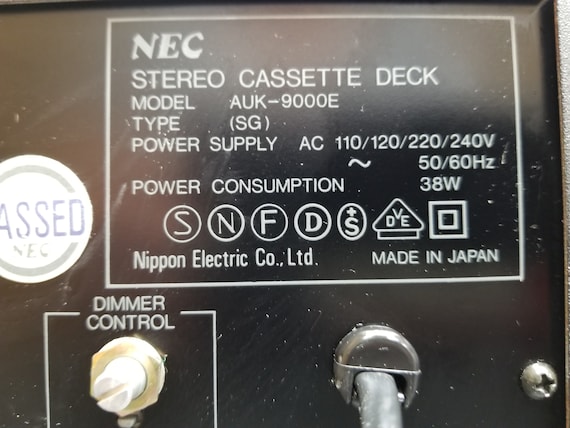 NEC
STEREO CASSETTE DECK
MODEL AUK-9000E
TYPE (SG)
POWER SUPPLY AC 110/120/220/240V
~ 50/60Hz
POWER CONSUMPTION 38W
S N F D S DVE
Nippon Electric Co., Ltd. MADE IN JAPAN
ASSED
NEC
DIMMER
CONTROL